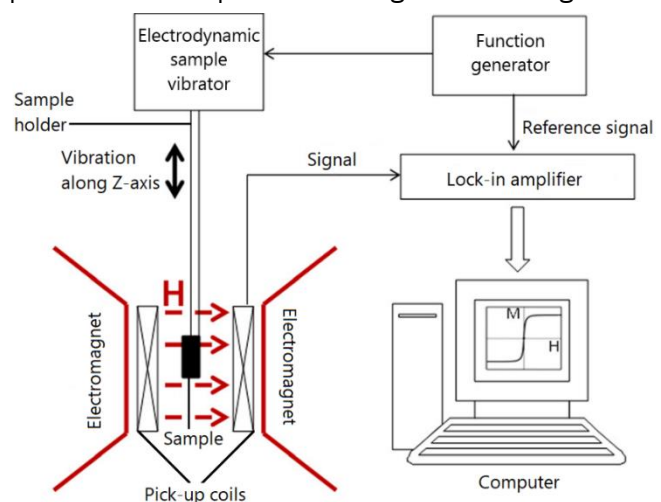 Electrodynamic
sample
vibrator
Function
generator
Sample
holder
Reference signal
Vibration
along Z-axis
Signal
Lock-in amplifier
H
M
H
Electromagnet
Electromagnet
Sample
Pick-up coils
Computer